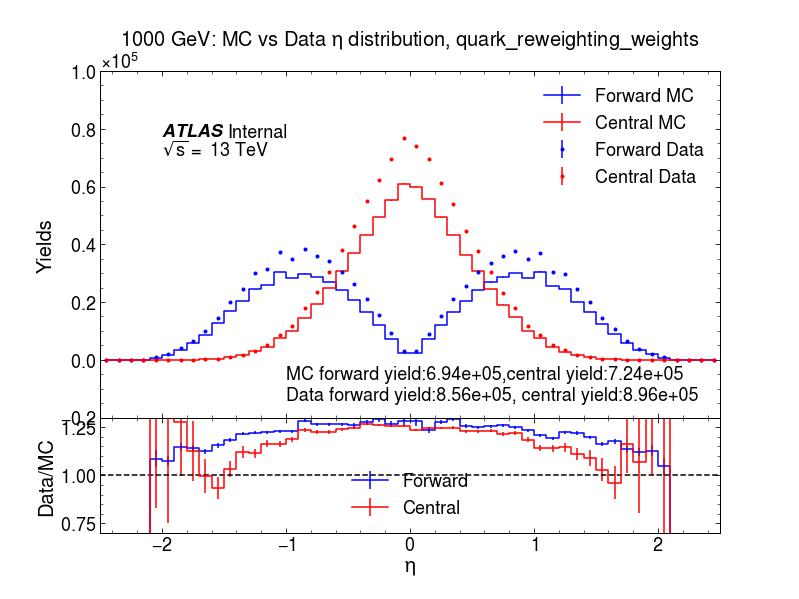 1000 GeV: MC vs Data η distribution, quark_reweighting_weights
×10⁵
1.0
0.8
0.6
0.4
0.2
0.0
0.2
Yields
ATLAS Internal
√s = 13 TeV
Forward MC
Central MC
Forward Data
Central Data
MC forward yield:6.94e+05,central yield:7.24e+05
Data forward yield:8.56e+05, central yield:8.96e+05
1.25
1.00
0.75
Data/MC
Forward
Central
−2
−1
0
1
2
η